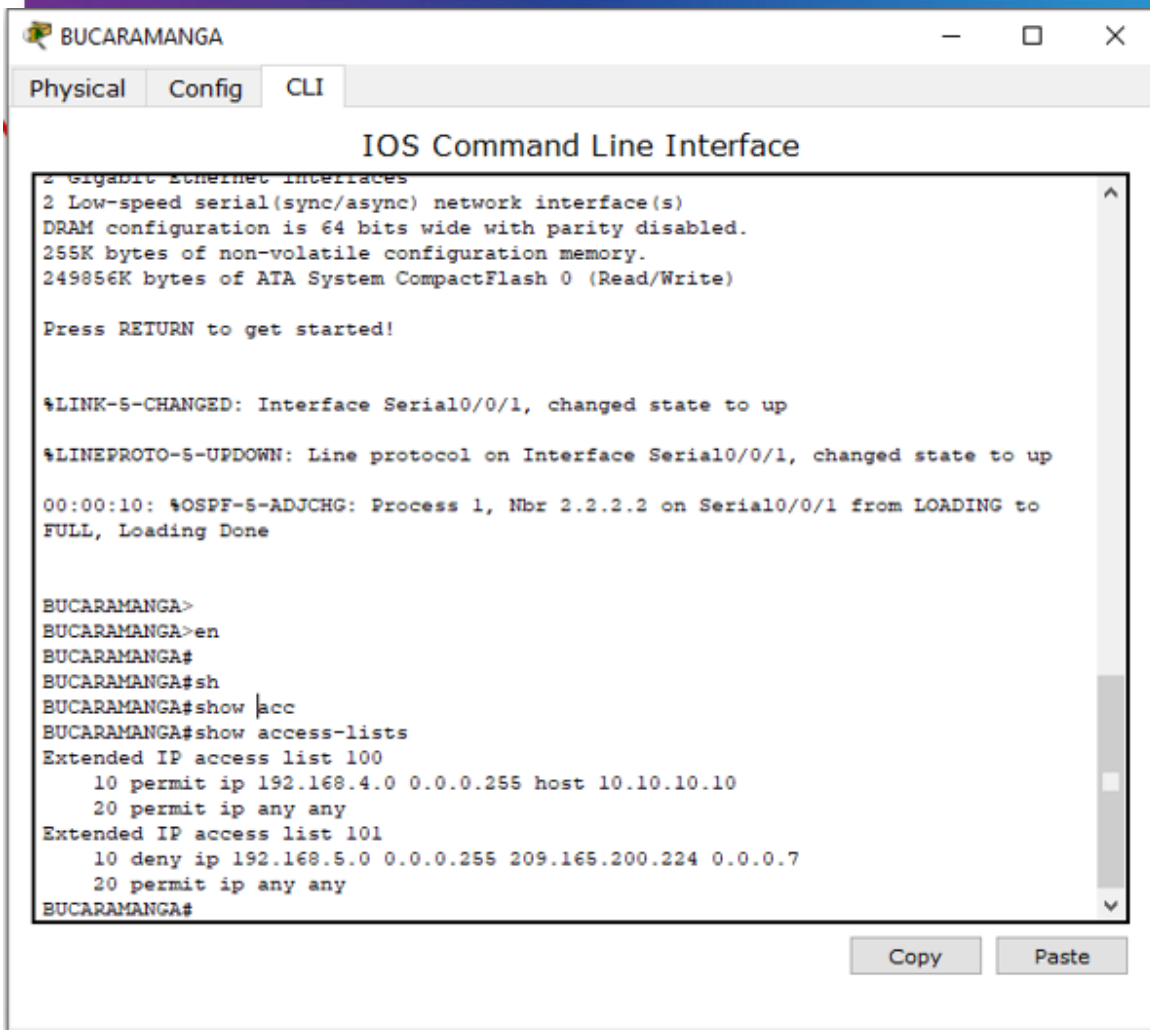 BUCARAMANGA
Physical Config CLI
IOS Command Line Interface
2 Gigabit Ethernet interfaces
2 Low-speed serial(sync/async) network interface(s)
DRAM configuration is 64 bits wide with parity disabled.
255K bytes of non-volatile configuration memory.
249856K bytes of ATA System CompactFlash 0 (Read/Write)
Press RETURN to get started!
%LINK-5-CHANGED: Interface Serial0/0/1, changed state to up
%LINEPROTO-5-UPDOWN: Line protocol on Interface Serial0/0/1, changed state to up
00:00:10: %OSPF-5-ADJCHG: Process 1, Nbr 2.2.2.2 on Serial0/0/1 from LOADING to
FULL, Loading Done
BUCARAMANGA>
BUCARAMANGA>en
BUCARAMANGA#
BUCARAMANGA#sh
BUCARAMANGA#show acc
BUCARAMANGA#show access-lists
Extended IP access list 100
10 permit ip 192.168.4.0 0.0.0.255 host 10.10.10.10
20 permit ip any any
Extended IP access list 101
10 deny ip 192.168.5.0 0.0.0.255 209.165.200.224 0.0.0.7
20 permit ip any any
BUCARAMANGA#
Copy Paste